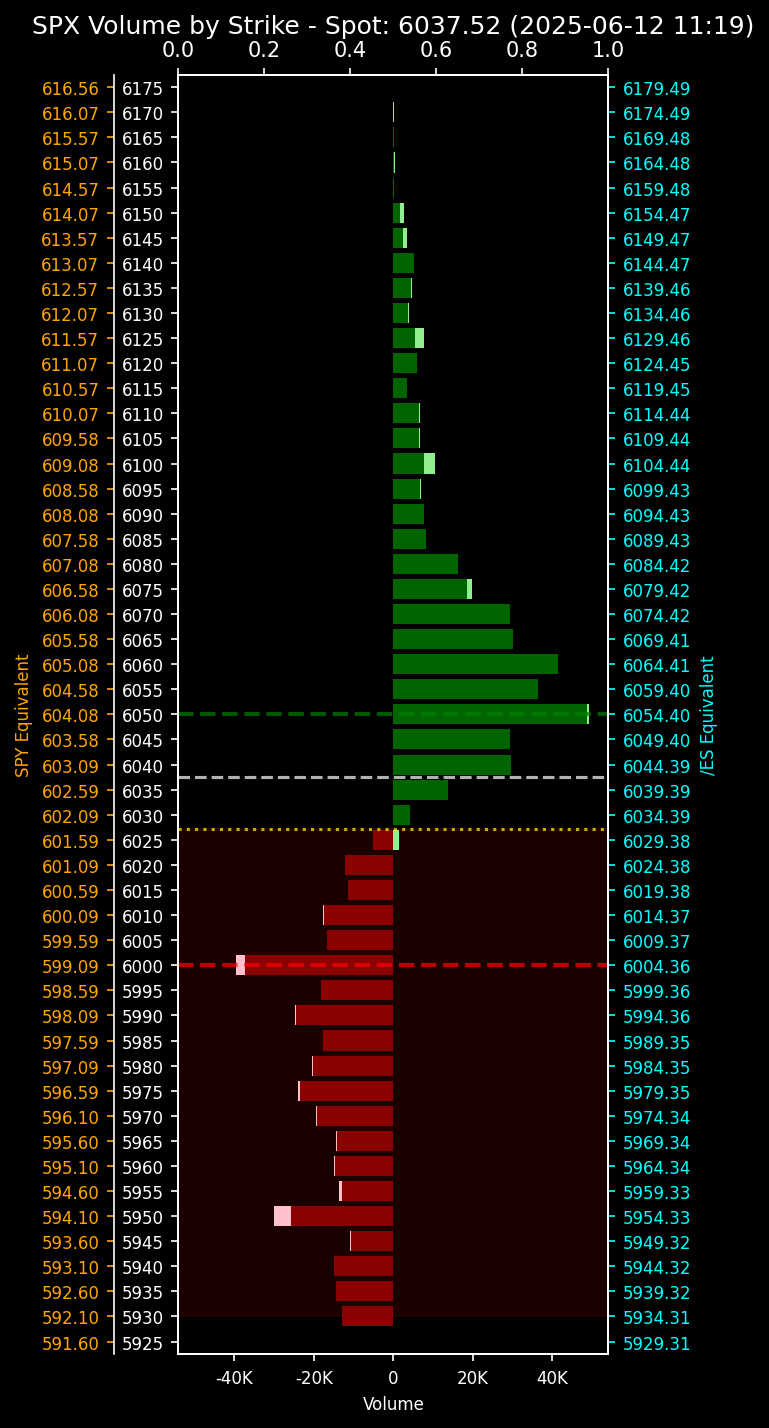 SPX Volume by Strike - Spot: 6037.52 (2025-06-12 11:19)
0.0 0.2 0.4 0.6 0.8 1.0
616.56 6175 6179.49
616.07 6170 6174.49
615.57 6165 6169.48
615.07 6160 6164.48
614.57 6155 6159.48
614.07 6150 6154.47
613.57 6145 6149.47
613.07 6140 6144.47
612.57 6135 6139.46
612.07 6130 6134.46
611.57 6125 6129.46
611.07 6120 6124.45
610.57 6115 6119.45
610.07 6110 6114.44
609.58 6105 6109.44
609.08 6100 6104.44
608.58 6095 6099.43
608.08 6090 6094.43
607.58 6085 6089.43
607.08 6080 6084.42
606.58 6075 6079.42
606.08 6070 6074.42
605.58 6065 6069.41
605.08 6060 6064.41
604.58 6055 6059.40
604.08 6050 6054.40
603.58 6045 6049.40
603.09 6040 6044.39
602.59 6035 6039.39
602.09 6030 6034.39
601.59 6025 6029.38
601.09 6020 6024.38
600.59 6015 6019.38
600.09 6010 6014.37
599.59 6005 6009.37
599.09 6000 6004.36
598.59 5995 5999.36
598.09 5990 5994.36
597.59 5985 5989.35
597.09 5980 5984.35
596.59 5975 5979.35
596.10 5970 5974.34
595.60 5965 5969.34
595.10 5960 5964.34
594.60 5955 5959.33
594.10 5950 5954.33
593.60 5945 5949.32
593.10 5940 5944.32
592.60 5935 5939.32
592.10 5930 5934.31
591.60 5925 5929.31
SPY Equivalent
/ES Equivalent
-40K -20K 0 20K 40K
Volume